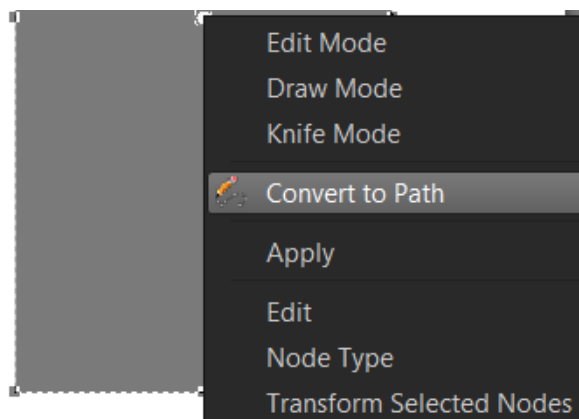 Edit Mode
Draw Mode
Knife Mode
Convert to Path
Apply
Edit
Node Type
Transform Selected Nodes